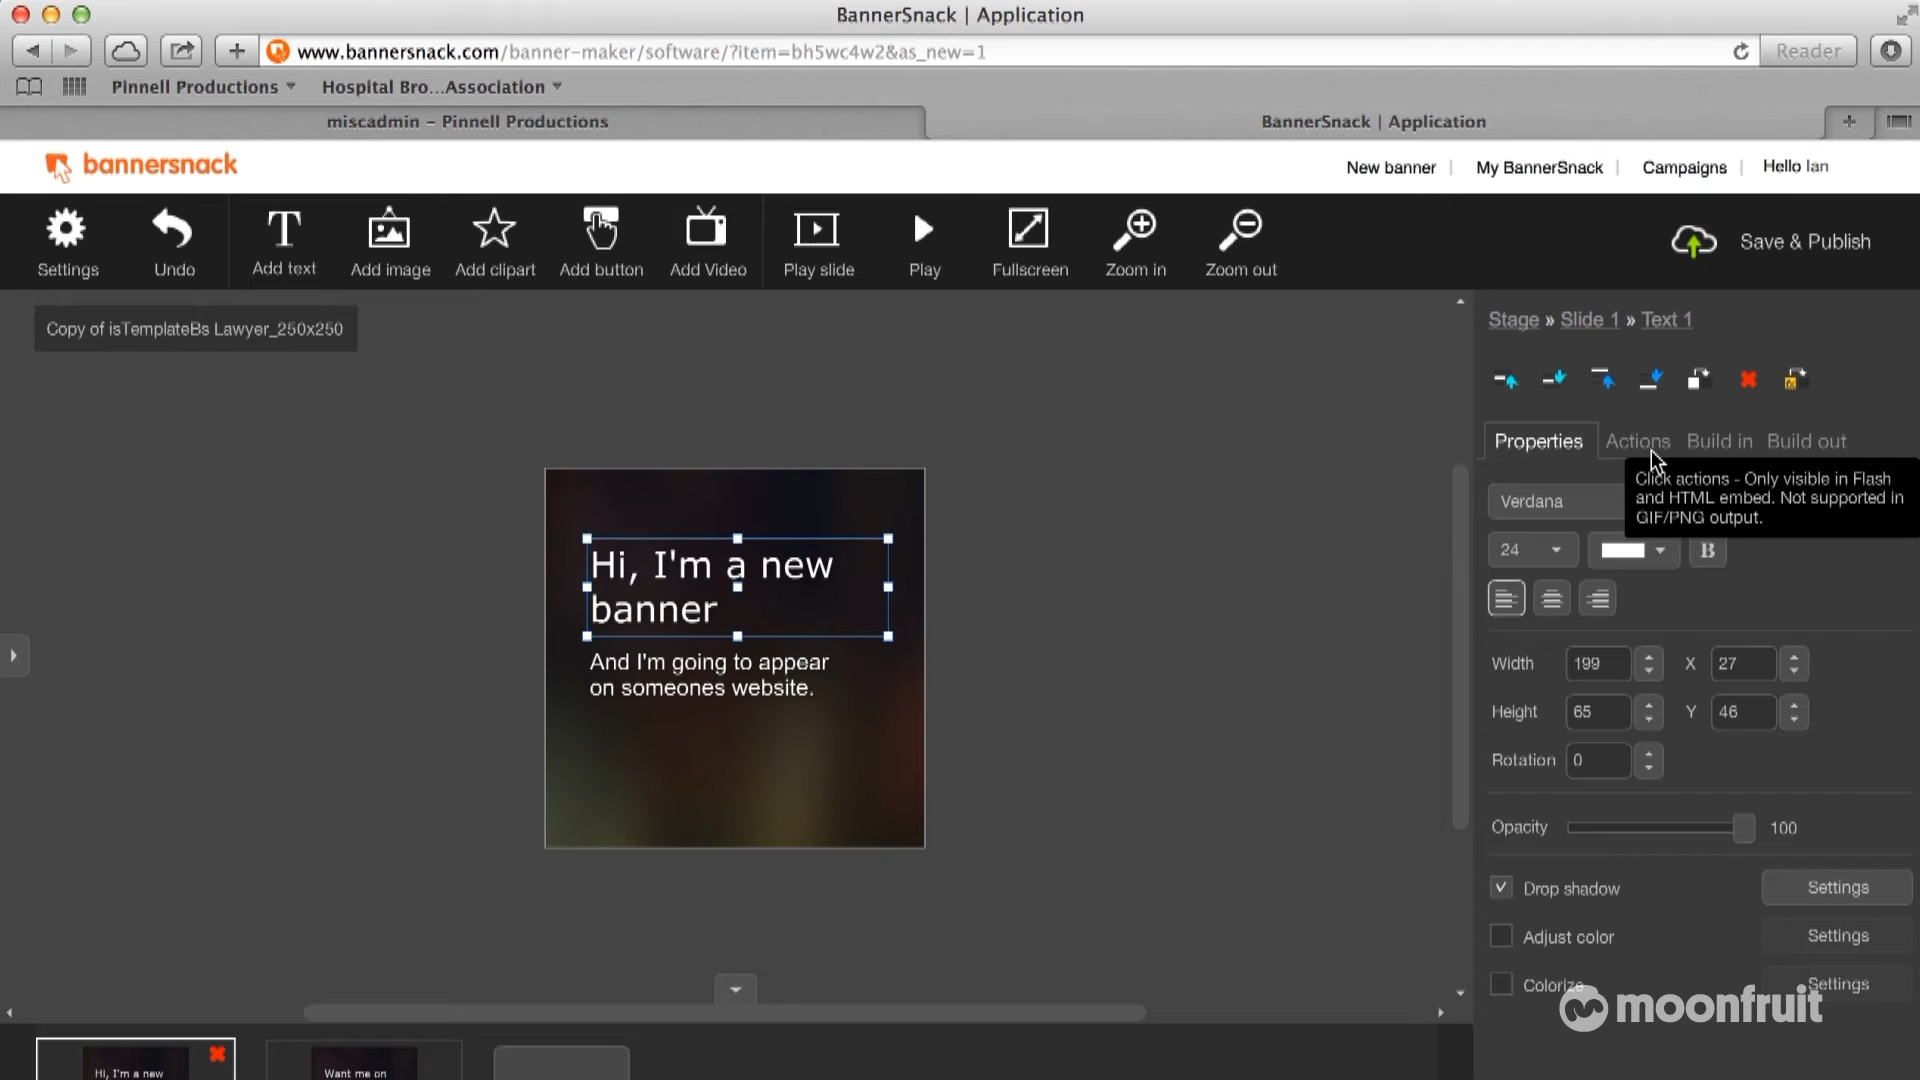 BannerSnack | Application
www.bannersnack.com/banner-maker/software/?item=bh5wc4w2&as_new=1
Reader
Pinnell Productions
Hospital Bro...Association
miscadmin – Pinnell Productions
BannerSnack | Application
bannersnack
New banner | My BannerSnack | Campaigns | Hello Ian
Settings
Undo
Add text
Add image
Add clipart
Add button
Add Video
Play slide
Play
Fullscreen
Zoom in
Zoom out
Save & Publish
Copy of isTemplateBs Lawyer_250x250
Stage » Slide 1 » Text 1
Properties Actions Build in Build out
Click actions - Only visible in Flash
and HTML embed. Not supported in
GIF/PNG output.
Verdana
24
B
Hi, I'm a new
banner
And I'm going to appear
on someones website.
Width 199 X 27
Height 65 Y 46
Rotation 0
Opacity 100
Drop shadow Settings
Adjust color Settings
Colorize Settings
moonfruit
Hi, I'm a new
Want me on